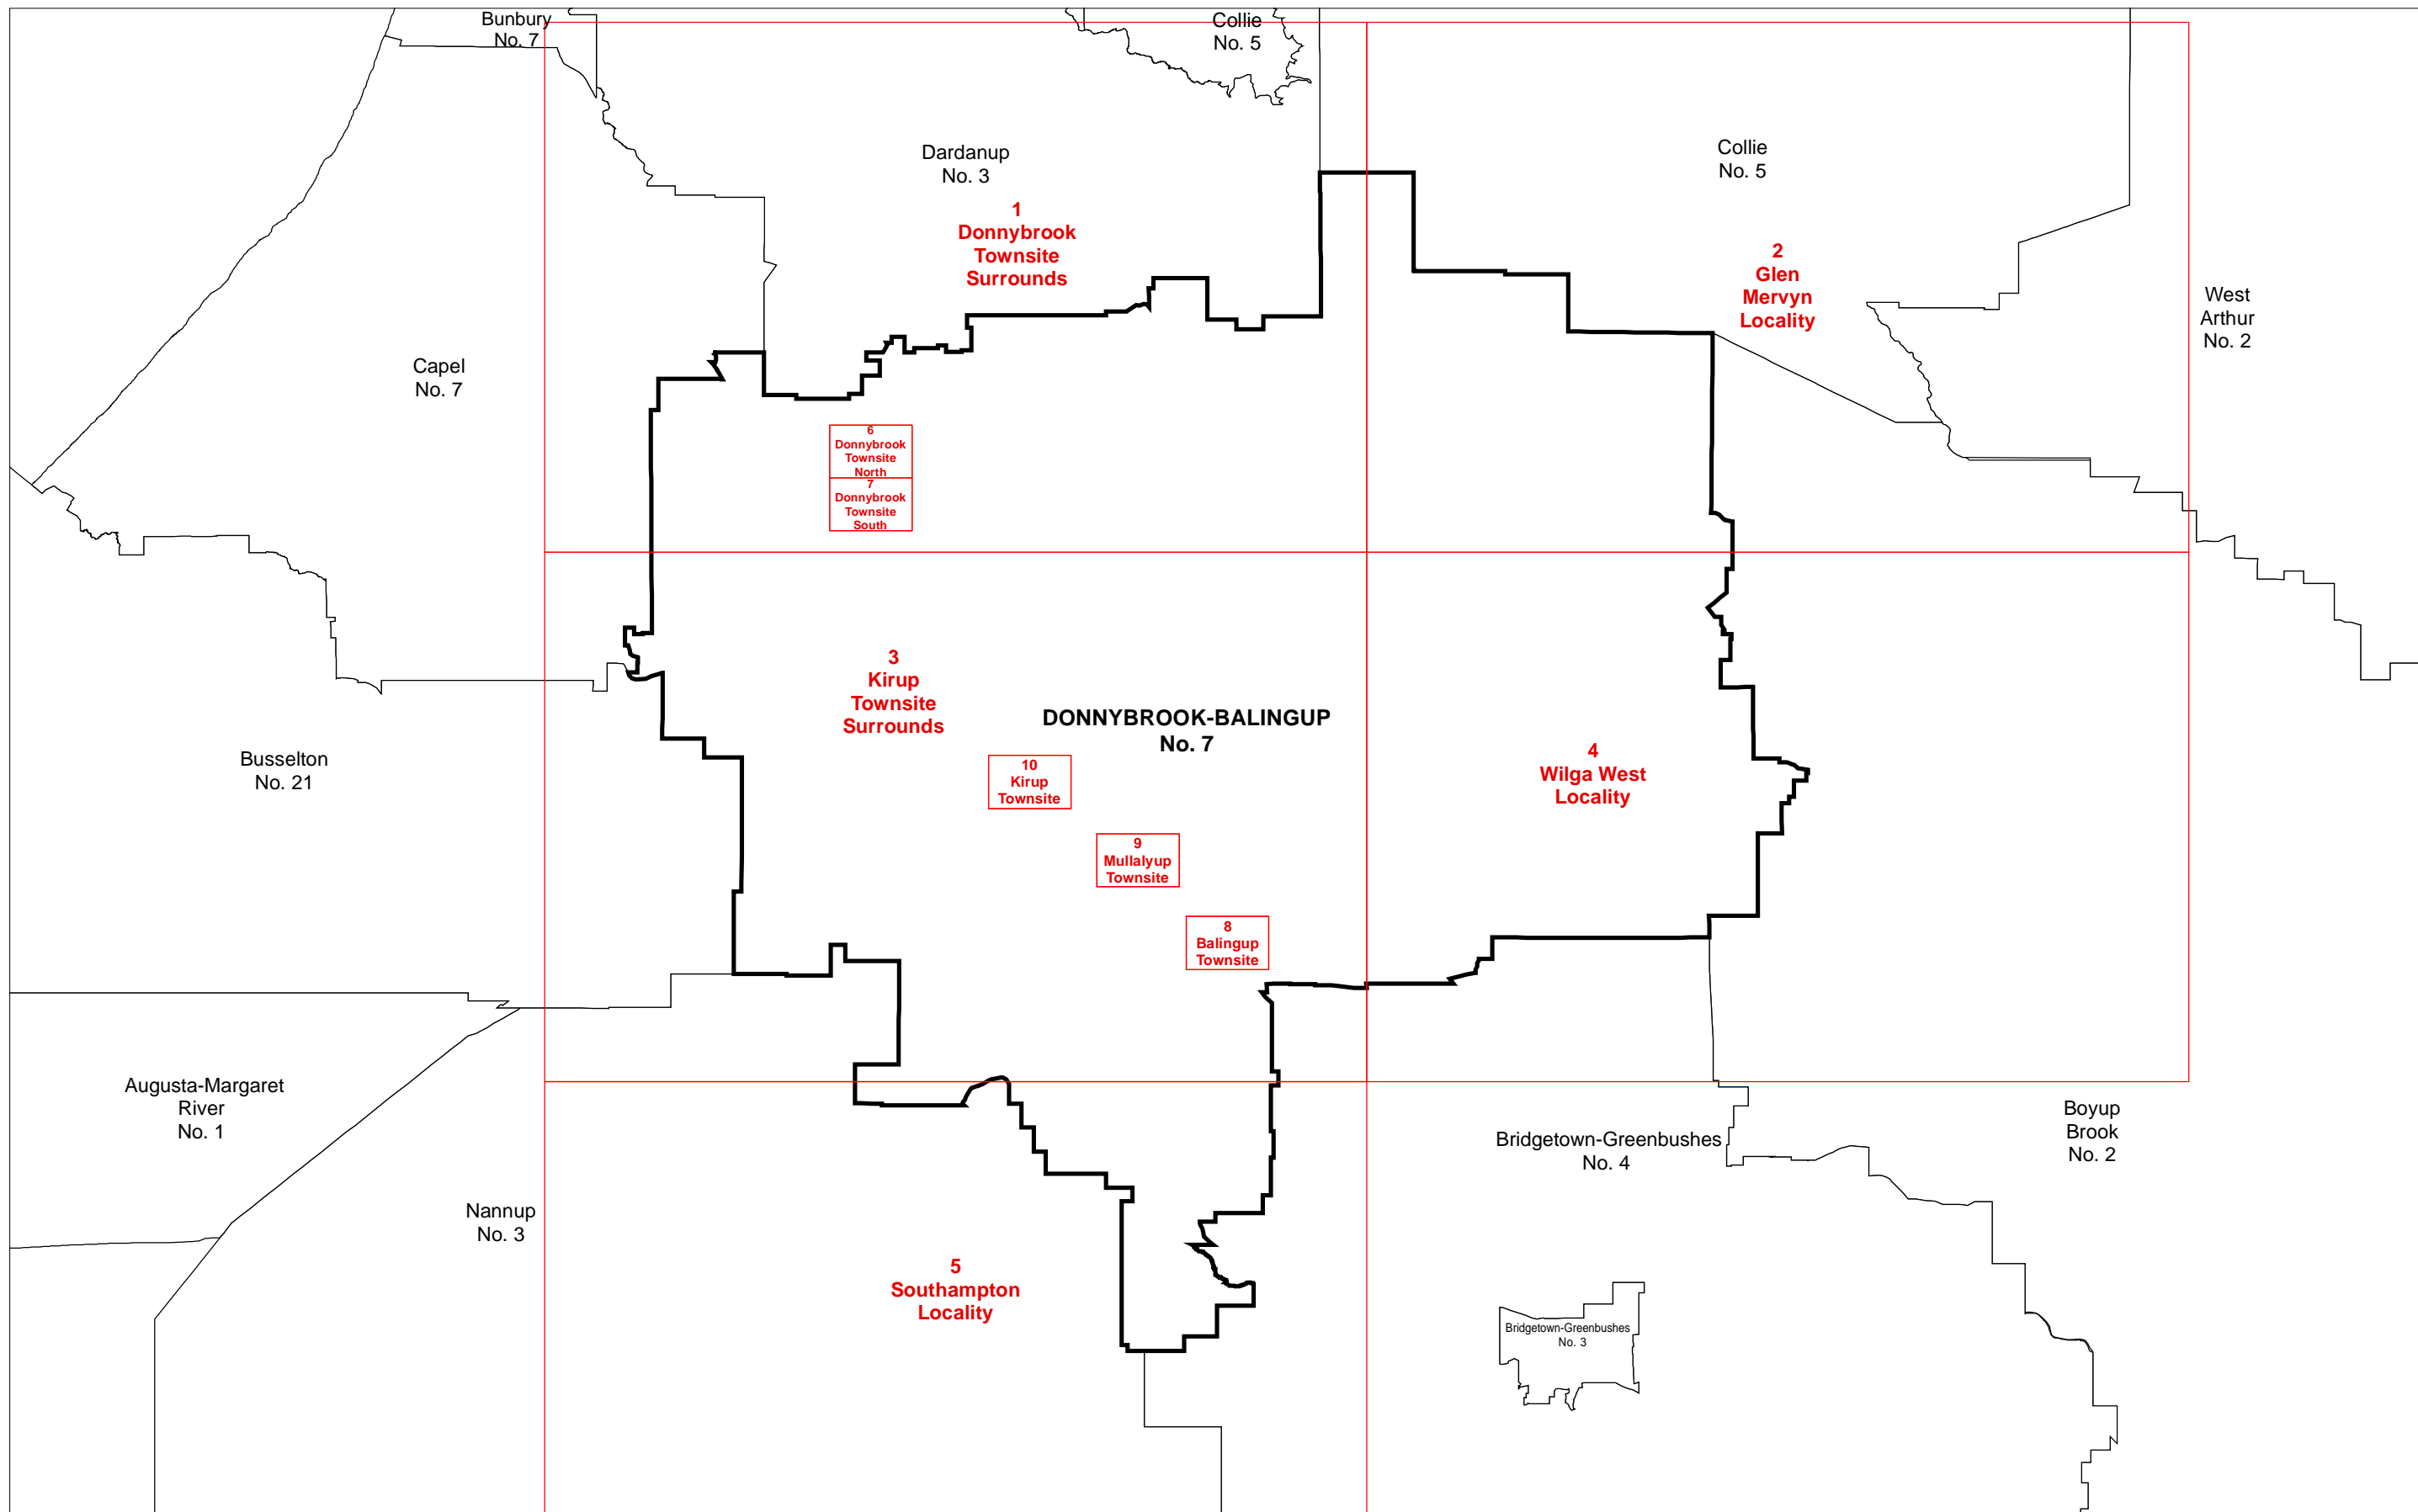 Bunbury
No. 7
Collie
No. 5
Dardanup
No. 3
Collie
No. 5
1
Donnybrook
Townsite
Surrounds
2
Glen
Mervyn
Locality
West
Arthur
No. 2
Capel
No. 7
6
Donnybrook
Townsite
North
7
Donnybrook
Townsite
South
3
Kirup
Townsite
Surrounds
DONNYBROOK-BALINGUP
No. 7
Busselton
No. 21
10
Kirup
Townsite
4
Wilga West
Locality
9
Mullalyup
Townsite
8
Balingup
Townsite
Augusta-Margaret
River
No. 1
Bridgetown-Greenbushes
No. 4
Boyup
Brook
No. 2
Nannup
No. 3
5
Southampton
Locality
Bridgetown-Greenbushes
No. 3